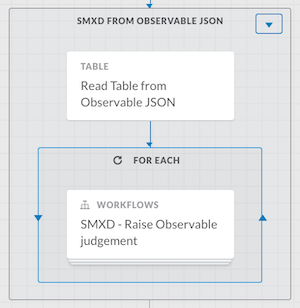 SMXD FROM OBSERVABLE JSON
TABLE
Read Table from
Observable JSON
FOR EACH
WORKFLOWS
SMXD - Raise Observable
judgement